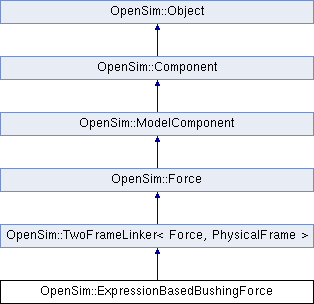 OpenSim::Object
OpenSim::Component
OpenSim::ModelComponent
OpenSim::Force
OpenSim::TwoFrameLinker< Force, PhysicalFrame >
OpenSim::ExpressionBasedBushingForce